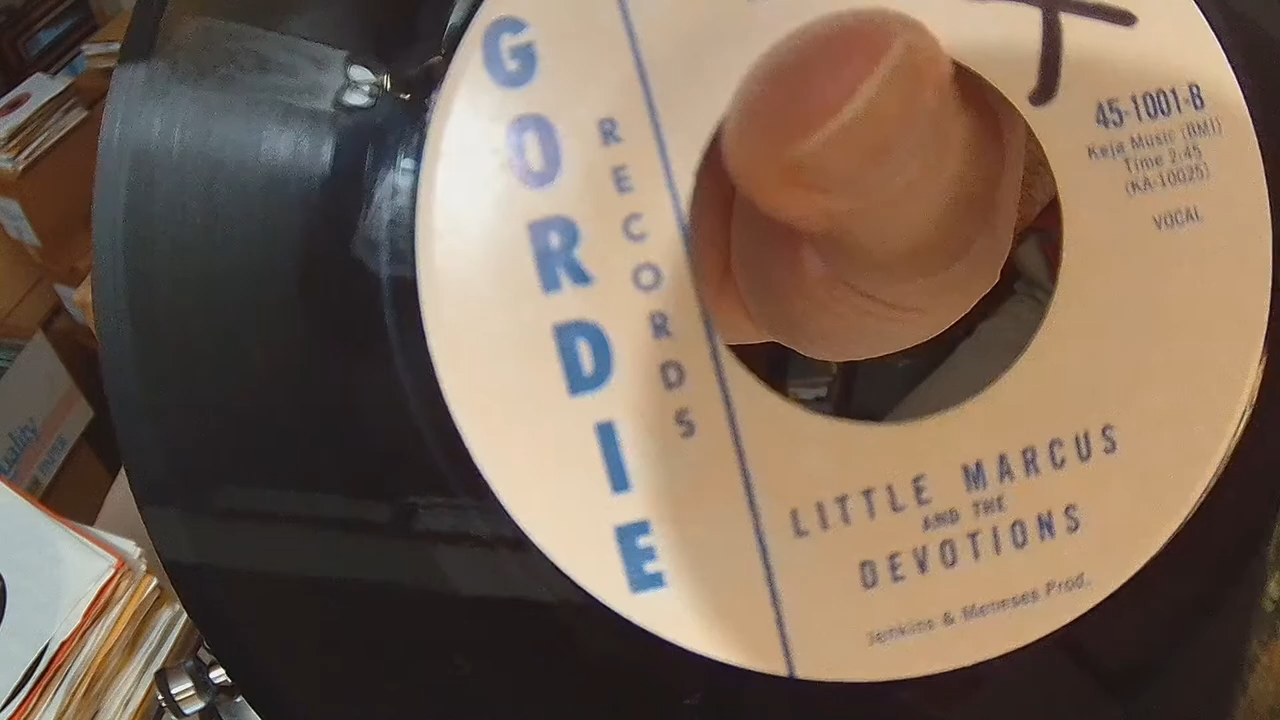 GORDIE
RECORDS
45-1001-B
Keja Music (BMI)
Time 2:45
(KA-10025)
VOCAL
LITTLE MARCUS
AND THE
DEVOTIONS
Jenkins & Meneses Prod.
uality